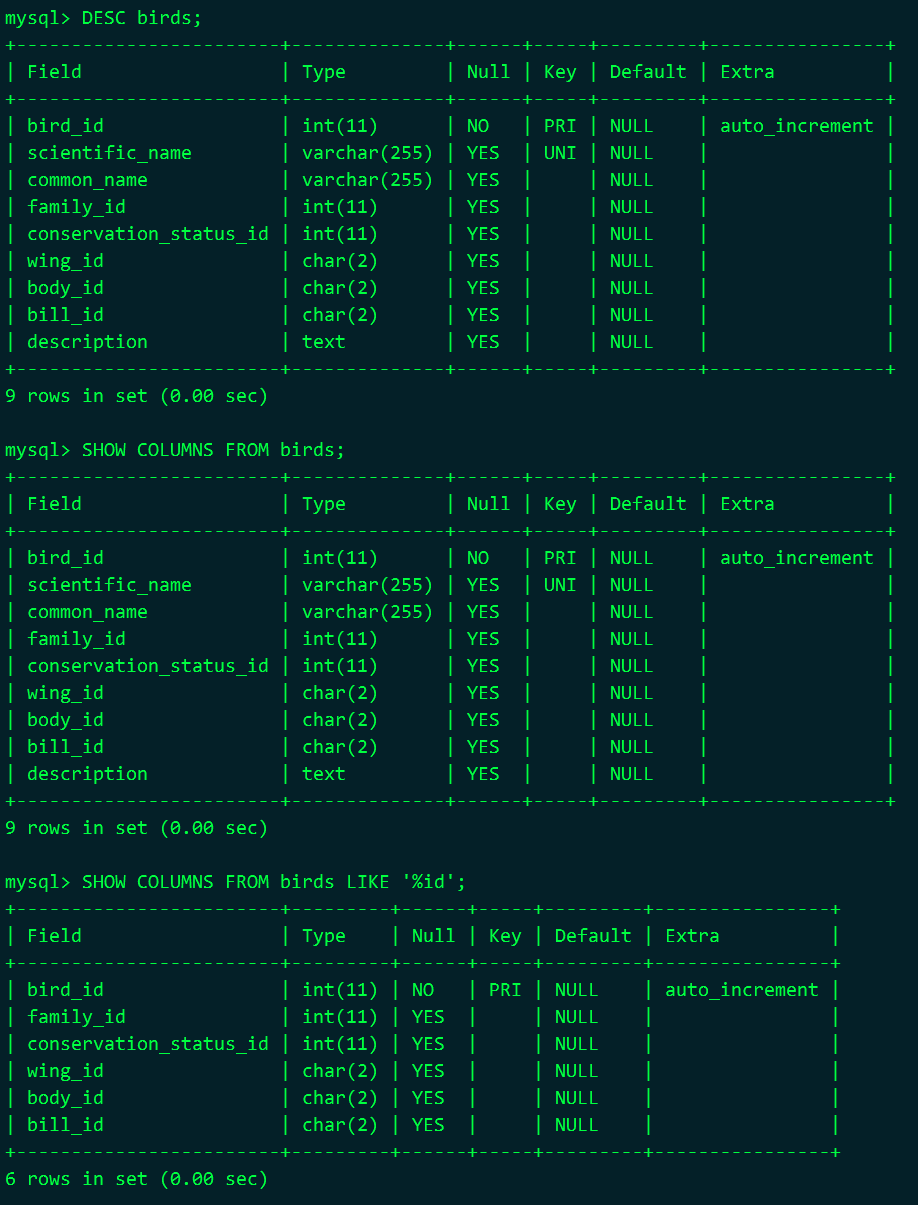 mysql> DESC birds;
+------------------------+--------------+------+-----+---------+----------------+
| Field                  | Type         | Null | Key | Default | Extra          |
+------------------------+--------------+------+-----+---------+----------------+
| bird_id                | int(11)      | NO   | PRI | NULL    | auto_increment |
| scientific_name        | varchar(255) | YES  | UNI | NULL    |                |
| common_name            | varchar(255) | YES  |     | NULL    |                |
| family_id              | int(11)      | YES  |     | NULL    |                |
| conservation_status_id | int(11)      | YES  |     | NULL    |                |
| wing_id                | char(2)      | YES  |     | NULL    |                |
| body_id                | char(2)      | YES  |     | NULL    |                |
| bill_id                | char(2)      | YES  |     | NULL    |                |
| description            | text         | YES  |     | NULL    |                |
+------------------------+--------------+------+-----+---------+----------------+
9 rows in set (0.00 sec)

mysql> SHOW COLUMNS FROM birds;
+------------------------+--------------+------+-----+---------+----------------+
| Field                  | Type         | Null | Key | Default | Extra          |
+------------------------+--------------+------+-----+---------+----------------+
| bird_id                | int(11)      | NO   | PRI | NULL    | auto_increment |
| scientific_name        | varchar(255) | YES  | UNI | NULL    |                |
| common_name            | varchar(255) | YES  |     | NULL    |                |
| family_id              | int(11)      | YES  |     | NULL    |                |
| conservation_status_id | int(11)      | YES  |     | NULL    |                |
| wing_id                | char(2)      | YES  |     | NULL    |                |
| body_id                | char(2)      | YES  |     | NULL    |                |
| bill_id                | char(2)      | YES  |     | NULL    |                |
| description            | text         | YES  |     | NULL    |                |
+------------------------+--------------+------+-----+---------+----------------+
9 rows in set (0.00 sec)

mysql> SHOW COLUMNS FROM birds LIKE '%id';
+------------------------+---------+------+-----+---------+----------------+
| Field                  | Type    | Null | Key | Default | Extra          |
+------------------------+---------+------+-----+---------+----------------+
| bird_id                | int(11) | NO   | PRI | NULL    | auto_increment |
| family_id              | int(11) | YES  |     | NULL    |                |
| conservation_status_id | int(11) | YES  |     | NULL    |                |
| wing_id                | char(2) | YES  |     | NULL    |                |
| body_id                | char(2) | YES  |     | NULL    |                |
| bill_id                | char(2) | YES  |     | NULL    |                |
+------------------------+---------+------+-----+---------+----------------+
6 rows in set (0.00 sec)